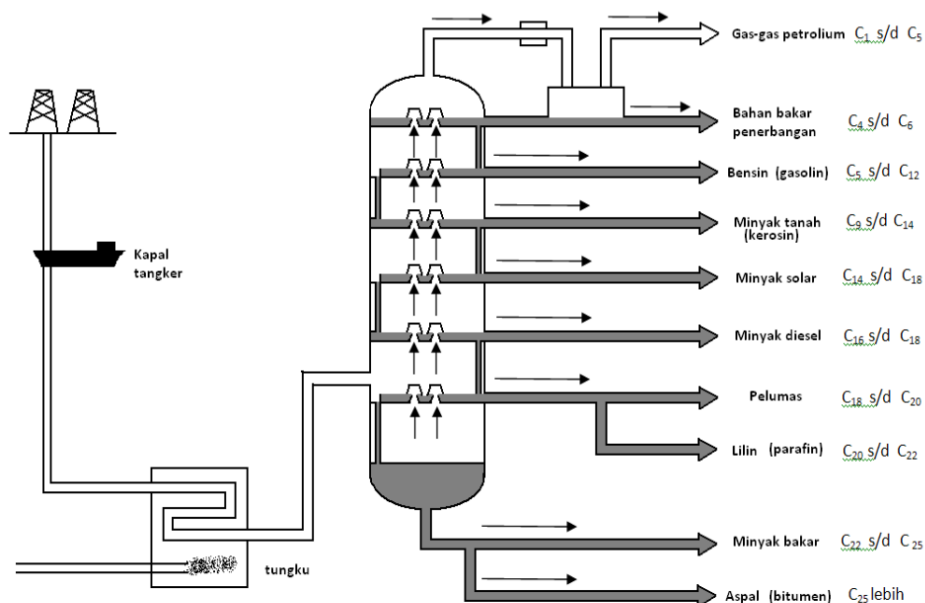 Gas-gas petrolium C₁ s/d C₅
Bahan bakar
penerbangan C₄ s/d C₆
Bensin (gasolin) C₅ s/d C₁₂
Minyak tanah
(kerosin) C₉ s/d C₁₄
Kapal
tangker
Minyak solar C₁₄ s/d C₁₈
Minyak diesel C₁₆ s/d C₁₈
Pelumas C₁₈ s/d C₂₀
Lilin (parafin) C₂₀ s/d C₂₂
tungku
Minyak bakar C₂₂ s/d C₂₅
Aspal (bitumen) C₂₅ lebih